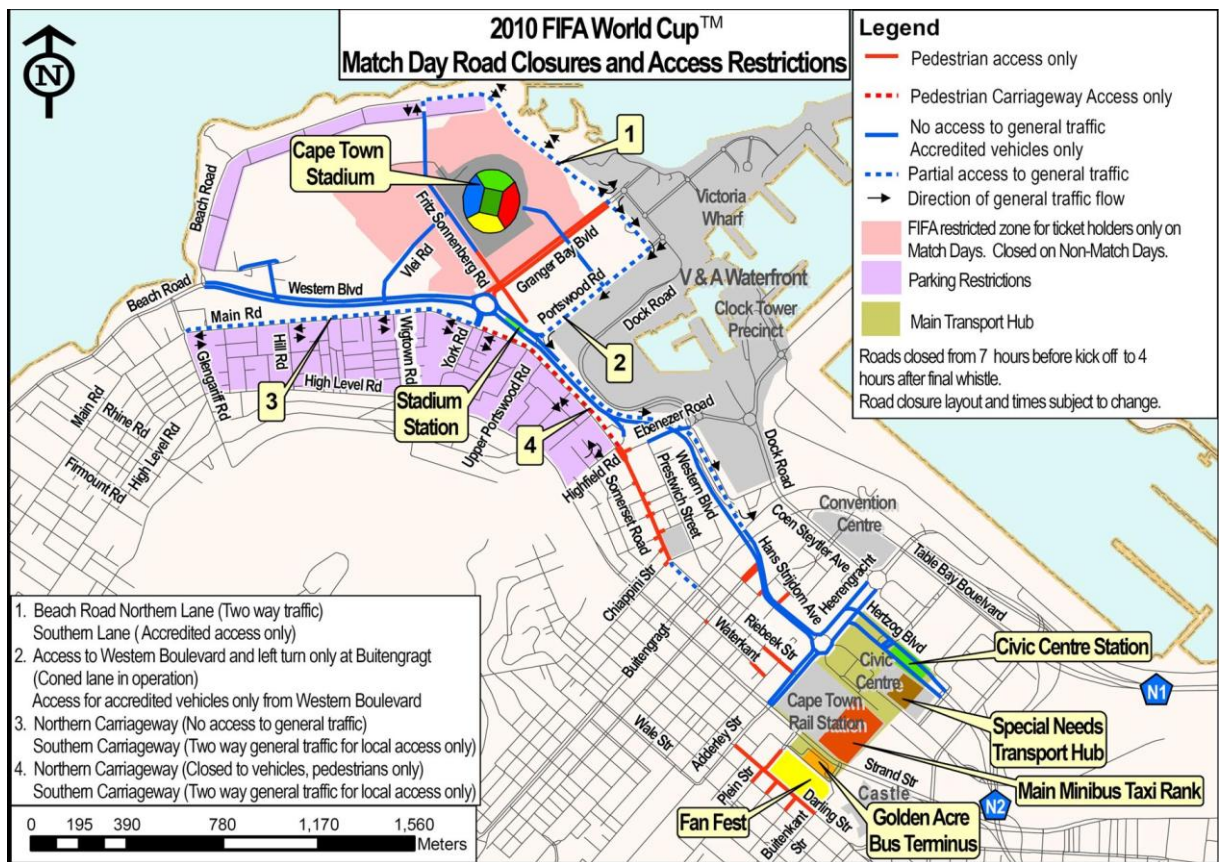 2010 FIFA World Cup™
Match Day Road Closures and Access Restrictions
N
Legend
Pedestrian access only
Pedestrian Carriageway Access only
No access to general traffic
Accredited vehicles only
Partial access to general traffic
Direction of general traffic flow
FIFA restricted zone for ticket holders only on
Match Days. Closed on Non-Match Days.
Parking Restrictions
Main Transport Hub
Roads closed from 7 hours before kick off to 4
hours after final whistle.
Road closure layout and times subject to change.
1
Cape Town
Stadium
Beach Road
Victoria
Wharf
Fritz Sonnenberg Rd
Granger Bay Bvld
Vlei Rd
Beach Road
Western Blvd
Portswood Rd
V & A Waterfront
Dock Road
Clock Tower
Precinct
Main Rd
2
Glengariff Rd
Hill Rd
Wigtown Rd
York Rd
High Level Rd
3
Stadium
Station
Upper Portswood Rd
4
Ebenezer Road
Main Rd
Rhine Rd
High Level Rd
Firmount Rd
Highfield Rd
Somerset Road
Prestwich Street
Western Blvd
Dock Road
Convention
Centre
Coen Steytler Ave
Hans Strijdom Ave
Heerengracht
Table Bay Bouelvard
Chiappini Str
Buitengragt
Waterkant
Riebeek Str
Hertzog Blvd
Civic
Centre
Civic Centre Station
N1
Cape Town
Rail Station
Special Needs
Transport Hub
Wale Str
Adderley Str
Strand Str
Main Minibus Taxi Rank
Plein Str
Castle
N2
Fan Fest
Darling Str
Buitenkant Str
Golden Acre
Bus Terminus
1. Beach Road Northern Lane (Two way traffic)
Southern Lane (Accredited access only)
2. Access to Western Boulevard and left turn only at Buitengragt
(Coned lane in operation)
Access for accredited vehicles only from Western Boulevard
3. Northern Carriageway (No access to general traffic)
Southern Carriageway (Two way general traffic for local access only)
4. Northern Carriageway (Closed to vehicles, pedestrians only)
Southern Carriageway (Two way general traffic for local access only)
0 195 390 780 1,170 1,560
Meters